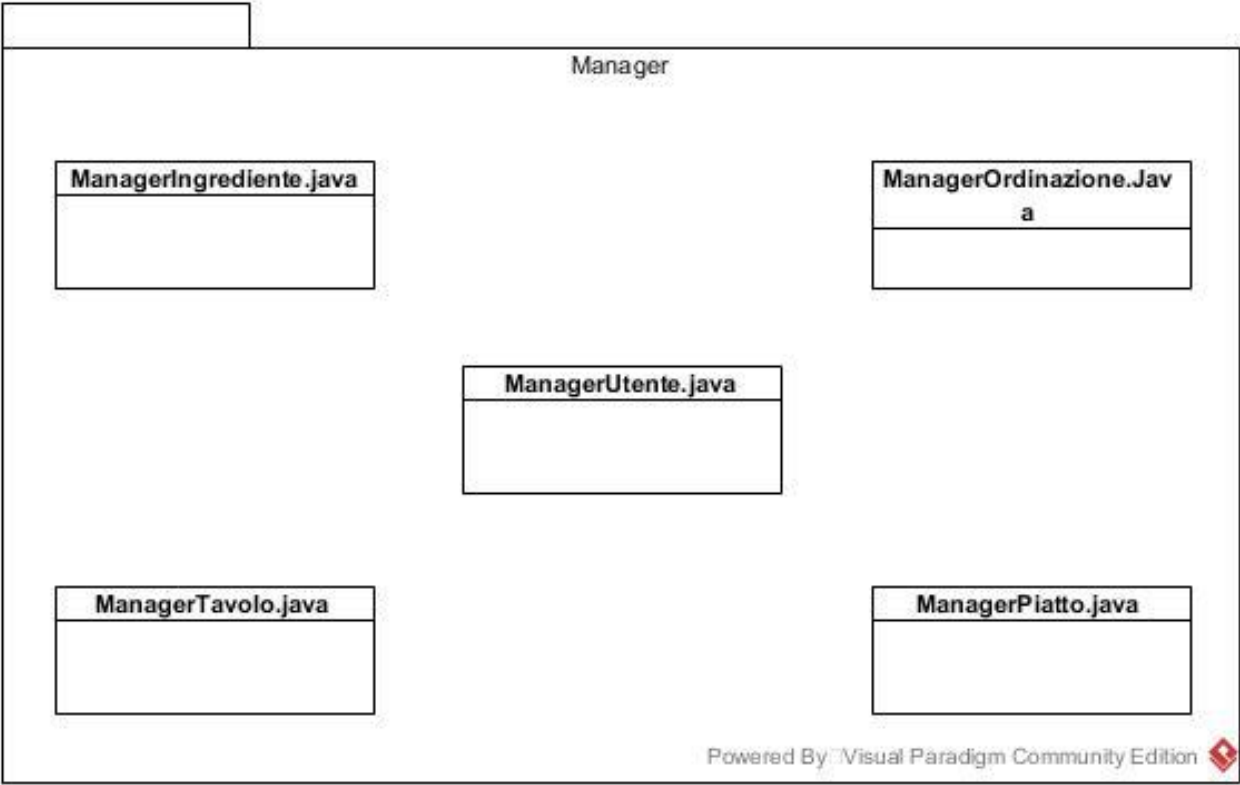 Manager
ManagerIngrediente.java
ManagerOrdinazione.Jav
a
ManagerUtente.java
ManagerTavolo.java
ManagerPiatto.java
Powered By Visual Paradigm Community Edition